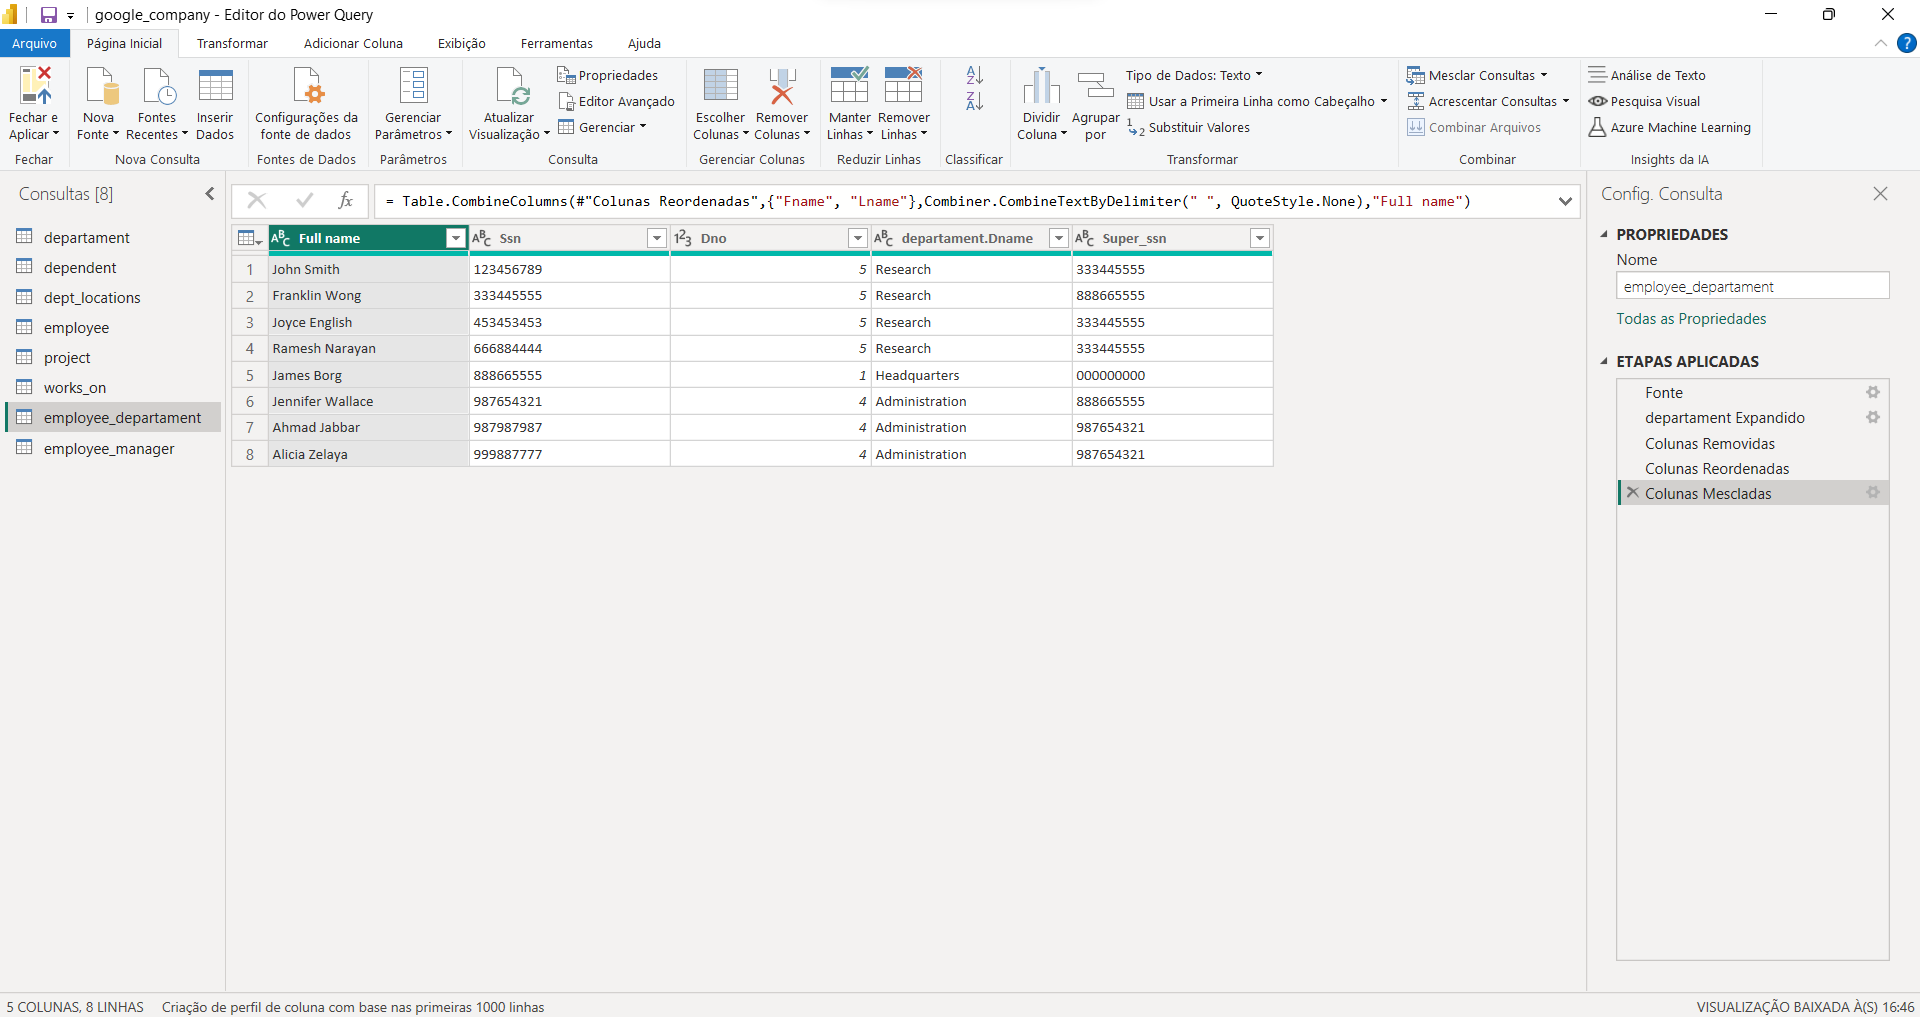 google_company - Editor do Power Query
Arquivo
Página Inicial
Transformar
Adicionar Coluna
Exibição
Ferramentas
Ajuda
?
Fechar e
Aplicar
Fechar
Nova
Fonte
Fontes
Recentes
Inserir
Dados
Nova Consulta
Configurações da
fonte de dados
Fontes de Dados
Gerenciar
Parâmetros
Parâmetros
Atualizar
Visualização
Propriedades
Editor Avançado
Gerenciar
Consulta
Escolher
Colunas
Remover
Colunas
Gerenciar Colunas
Manter
Linhas
Remover
Linhas
Reduzir Linhas
Classificar
Dividir
Coluna
Agrupar
por
Tipo de Dados: Texto
Usar a Primeira Linha como Cabeçalho
Substituir Valores
Transformar
Mesclar Consultas
Acrescentar Consultas
Combinar Arquivos
Combinar
Análise de Texto
Pesquisa Visual
Azure Machine Learning
Insights da IA
Consultas [8]
departament
dependent
dept_locations
employee
project
works_on
employee_departament
employee_manager
fx
= Table.CombineColumns(#"Colunas Reordenadas",{"Fname", "Lname"},Combiner.CombineTextByDelimiter(" ", QuoteStyle.None),"Full name")
ABC Full name ABC Ssn 123 Dno ABC departament.Dname ABC Super_ssn
1 John Smith 123456789 5 Research 333445555
2 Franklin Wong 333445555 5 Research 888665555
3 Joyce English 453453453 5 Research 333445555
4 Ramesh Narayan 666884444 5 Research 333445555
5 James Borg 888665555 1 Headquarters 000000000
6 Jennifer Wallace 987654321 4 Administration 888665555
7 Ahmad Jabbar 987987987 4 Administration 987654321
8 Alicia Zelaya 999887777 4 Administration 987654321
Config. Consulta
PROPRIEDADES
Nome
employee_departament
Todas as Propriedades
ETAPAS APLICADAS
Fonte
departament Expandido
Colunas Removidas
Colunas Reordenadas
Colunas Mescladas
5 COLUNAS, 8 LINHAS
Criação de perfil de coluna com base nas primeiras 1000 linhas
VISUALIZAÇÃO BAIXADA À(S) 16:46